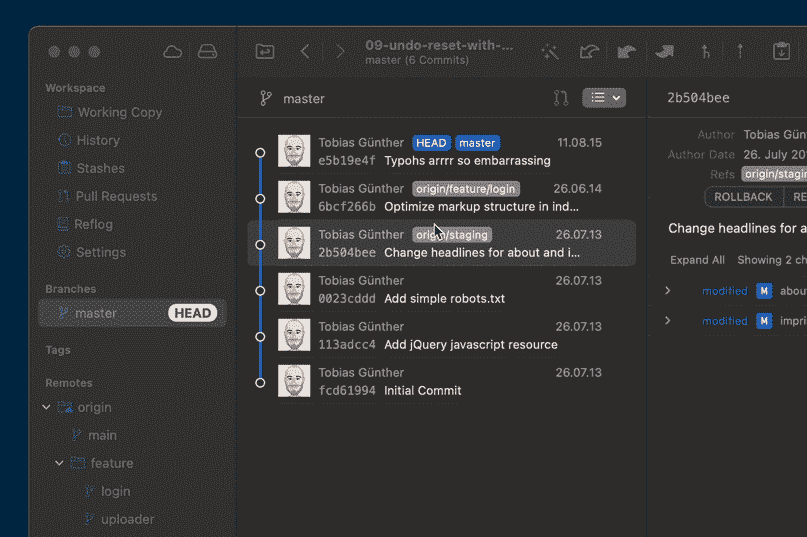 09-undo-reset-with-...
master (6 Commits)
Workspace
Working Copy
History
Stashes
Pull Requests
Reflog
Settings
Branches
master HEAD
Tags
Remotes
origin
main
feature
login
uploader
master
Tobias Günther HEAD master 11.08.15
e5b19e4f Typohs arrrr so embarrassing
Tobias Günther origin/feature/login 26.06.14
6bcf266b Optimize markup structure in ind...
Tobias Günther origin/staging 26.07.13
2b504bee Change headlines for about and i...
Tobias Günther 26.07.13
0023cddd Add simple robots.txt
Tobias Günther 26.07.13
113adcc4 Add jQuery javascript resource
Tobias Günther 26.07.13
fcd61994 Initial Commit
2b504bee
Author Tobias Gün
Author Date 26. July 201
Refs origin/stagin
ROLLBACK RE
Change headlines for a
Expand All Showing 2 ch
modified M abou
modified M impri